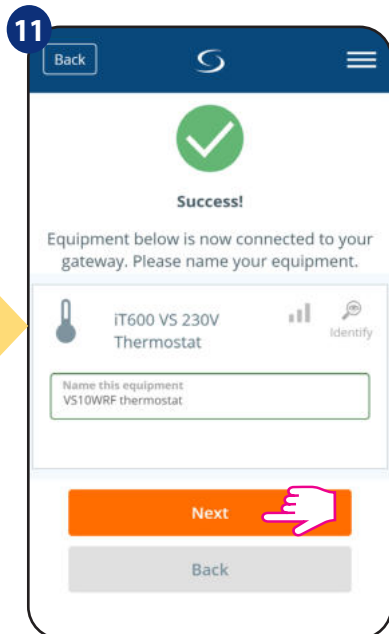 11
Back
Success!
Equipment below is now connected to your
gateway. Please name your equipment.
iT600 VS 230V
Thermostat
Identify
Name this equipment
VS10WRF thermostat
Next
Back